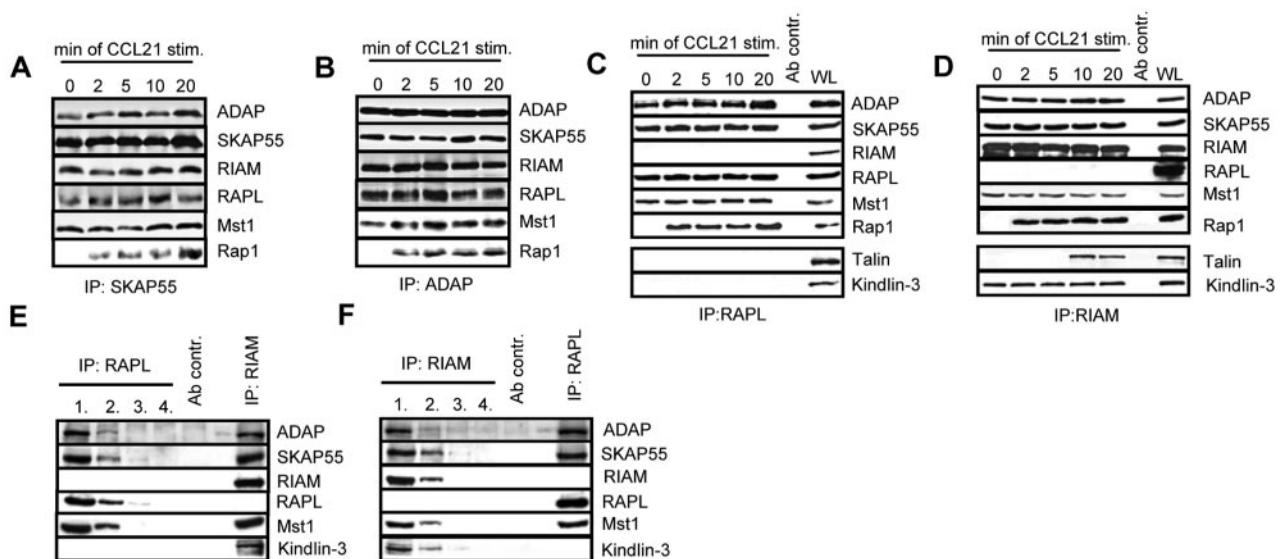 A
min of CCL21 stim.
0 2 5 10 20
ADAP
SKAP55
RIAM
RAPL
Mst1
Rap1
IP: SKAP55
B
min of CCL21 stim.
0 2 5 10 20
ADAP
SKAP55
RIAM
RAPL
Mst1
Rap1
IP: ADAP
C
min of CCL21 stim.
0 2 5 10 20 Ab contr. WL
ADAP
SKAP55
RIAM
RAPL
Mst1
Rap1
Talin
Kindlin-3
IP:RAPL
D
min of CCL21 stim.
0 2 5 10 20 Ab contr. WL
ADAP
SKAP55
RIAM
RAPL
Mst1
Rap1
Talin
Kindlin-3
IP:RIAM
E
IP: RAPL
1. 2. 3. 4. Ab contr. IP: RIAM
ADAP
SKAP55
RIAM
RAPL
Mst1
Kindlin-3
F
IP: RIAM
1. 2. 3. 4. Ab contr. IP: RAPL
ADAP
SKAP55
RIAM
RAPL
Mst1
Kindlin-3